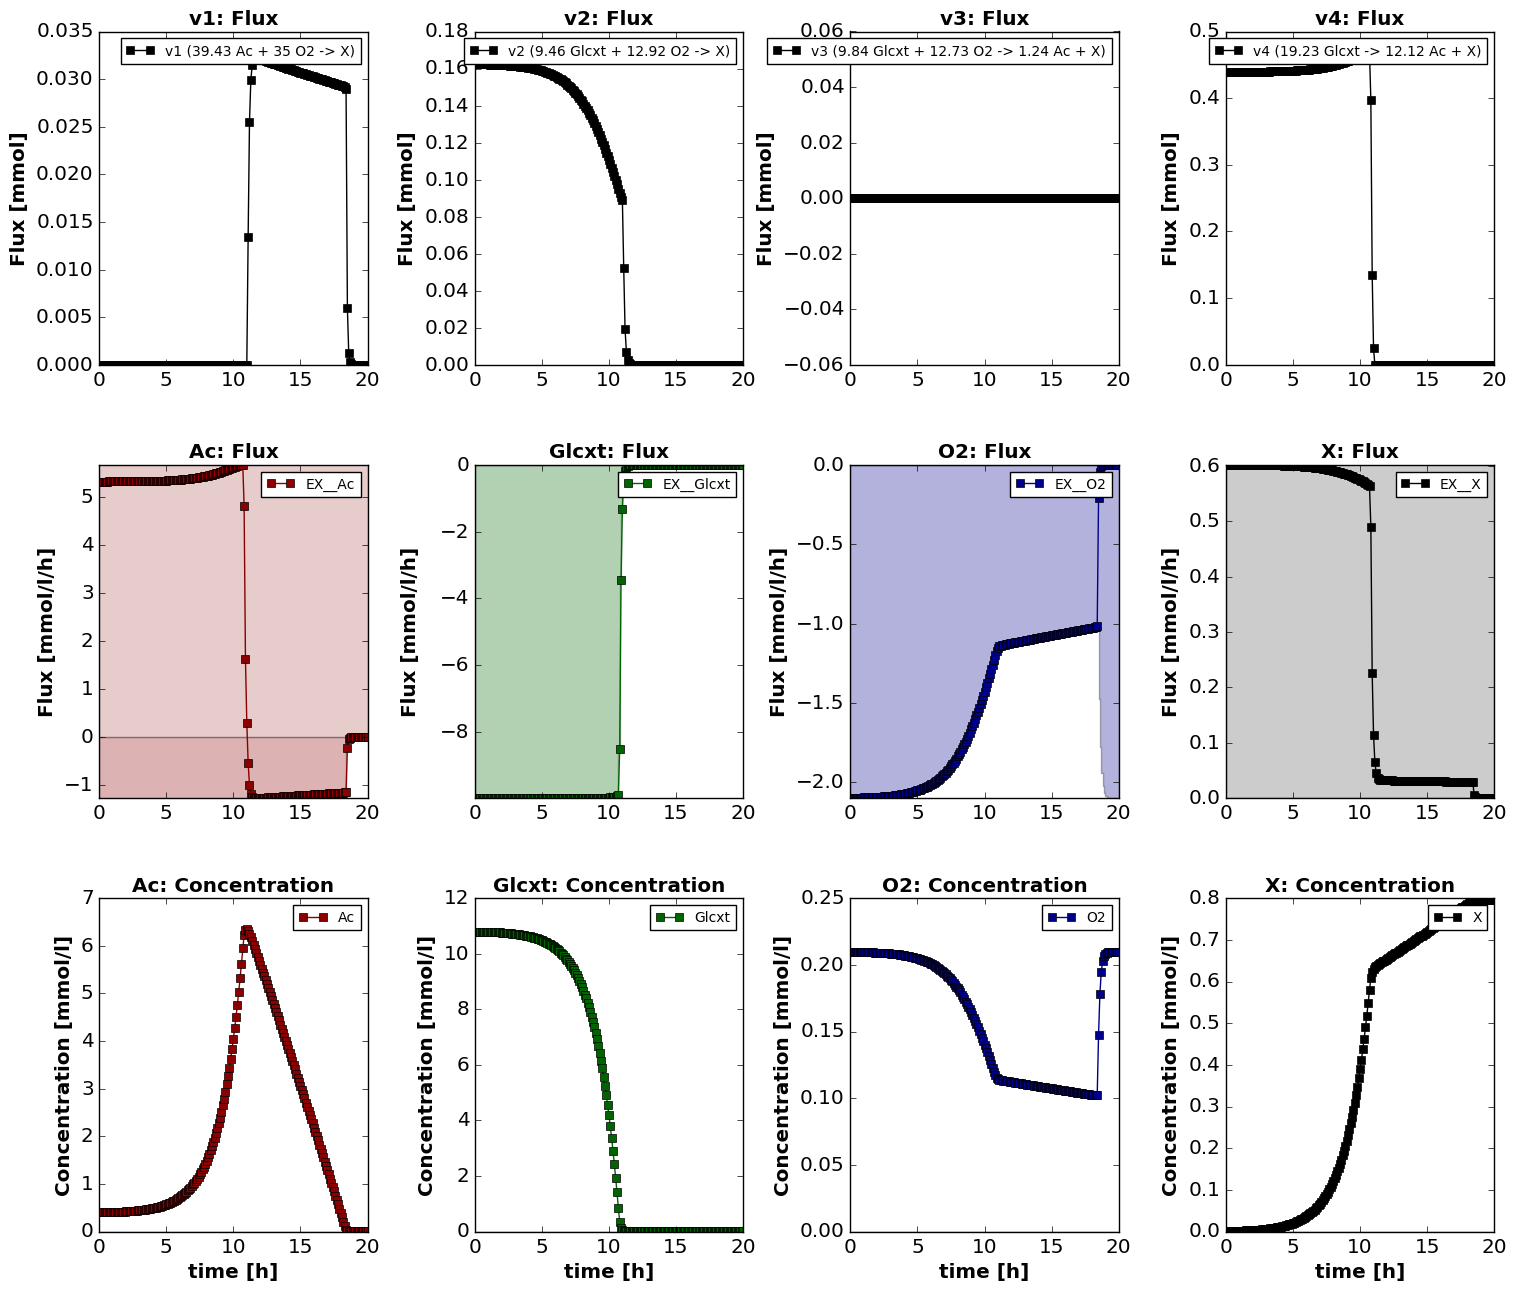 v1: Flux
v2: Flux
v3: Flux
v4: Flux
0.035
0.030
0.025
0.020
0.015
0.010
0.005
0.000
Flux [mmol]
v1 (39.43 Ac + 35 O2 -> X)
0 5 10 15 20
0.18
0.16
0.14
0.12
0.10
0.08
0.06
0.04
0.02
0.00
Flux [mmol]
v2 (9.46 Glcxt + 12.92 O2 -> X)
0 5 10 15 20
0.06
0.04
0.02
0.00
−0.02
−0.04
−0.06
Flux [mmol]
v3 (9.84 Glcxt + 12.73 O2 -> 1.24 Ac + X)
0 5 10 15 20
0.5
0.4
0.3
0.2
0.1
0.0
Flux [mmol]
v4 (19.23 Glcxt -> 12.12 Ac + X)
0 5 10 15 20
Ac: Flux
Glcxt: Flux
O2: Flux
X: Flux
5
4
3
2
1
0
−1
Flux [mmol/l/h]
EX__Ac
0 5 10 15 20
0
−2
−4
−6
−8
Flux [mmol/l/h]
EX__Glcxt
0 5 10 15 20
0.0
−0.5
−1.0
−1.5
−2.0
Flux [mmol/l/h]
EX__O2
0 5 10 15 20
0.6
0.5
0.4
0.3
0.2
0.1
0.0
Flux [mmol/l/h]
EX__X
0 5 10 15 20
Ac: Concentration
Glcxt: Concentration
O2: Concentration
X: Concentration
7
6
5
4
3
2
1
0
Concentration [mmol/l]
Ac
0 5 10 15 20
time [h]
12
10
8
6
4
2
0
Concentration [mmol/l]
Glcxt
0 5 10 15 20
time [h]
0.25
0.20
0.15
0.10
0.05
0.00
Concentration [mmol/l]
O2
0 5 10 15 20
time [h]
0.8
0.7
0.6
0.5
0.4
0.3
0.2
0.1
0.0
Concentration [mmol/l]
X
0 5 10 15 20
time [h]